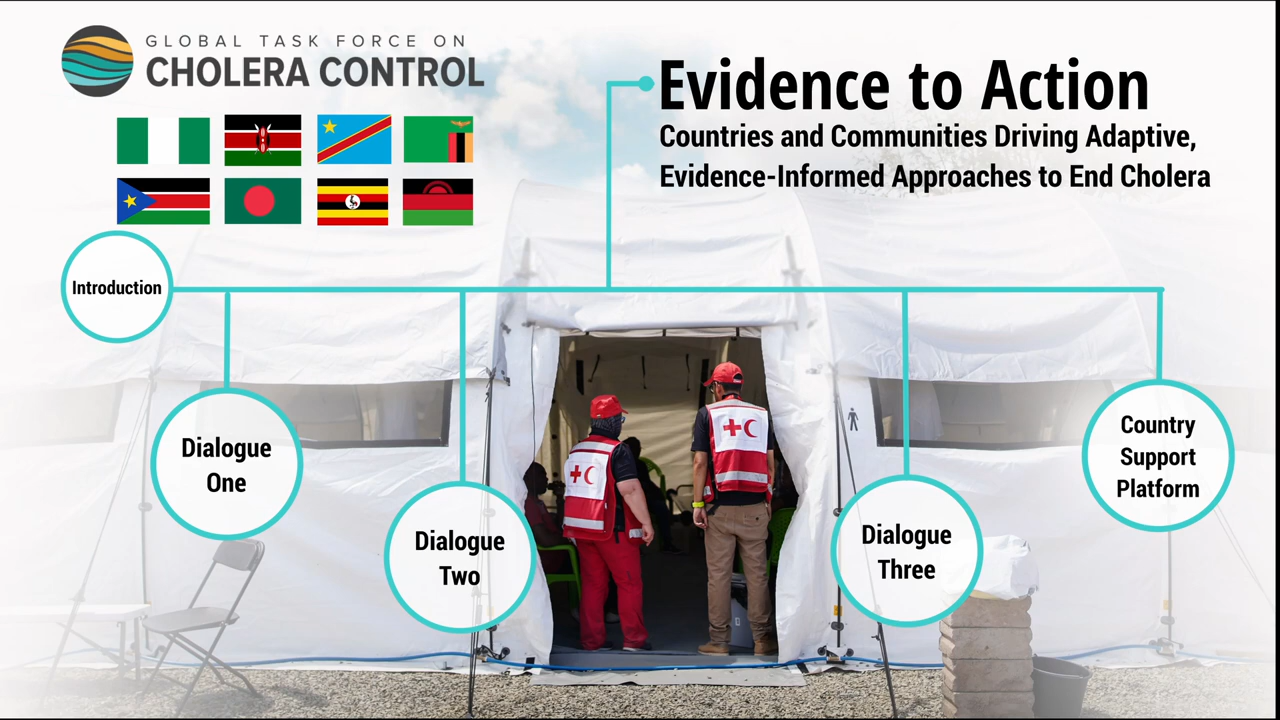 GLOBAL TASK FORCE ON
CHOLERA CONTROL
Evidence to Action
Countries and Communities Driving Adaptive,
Evidence-Informed Approaches to End Cholera
Introduction
Dialogue
One
Dialogue
Two
Dialogue
Three
Country
Support
Platform